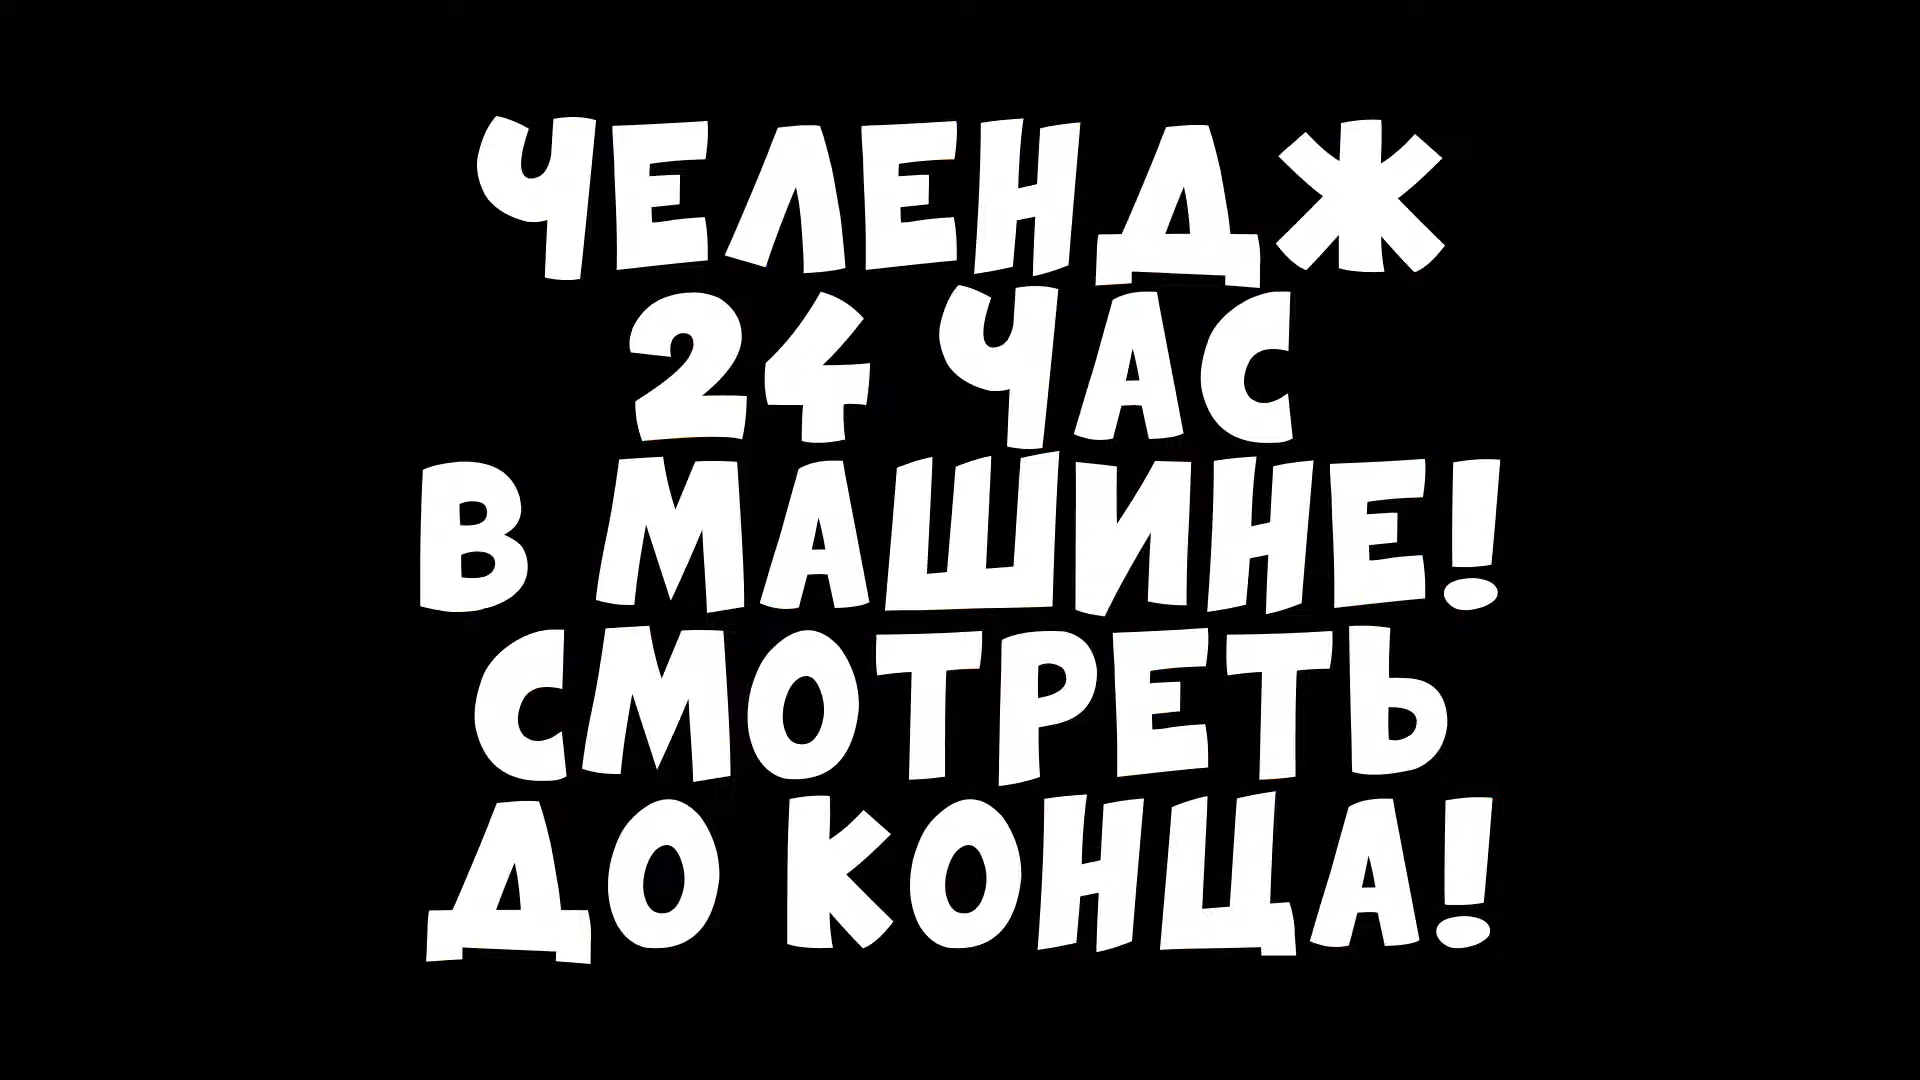 ЧЕЛЕНДЖ
24 ЧАС
В МАШИНЕ!
СМОТРЕТЬ
ДО КОНЦА!